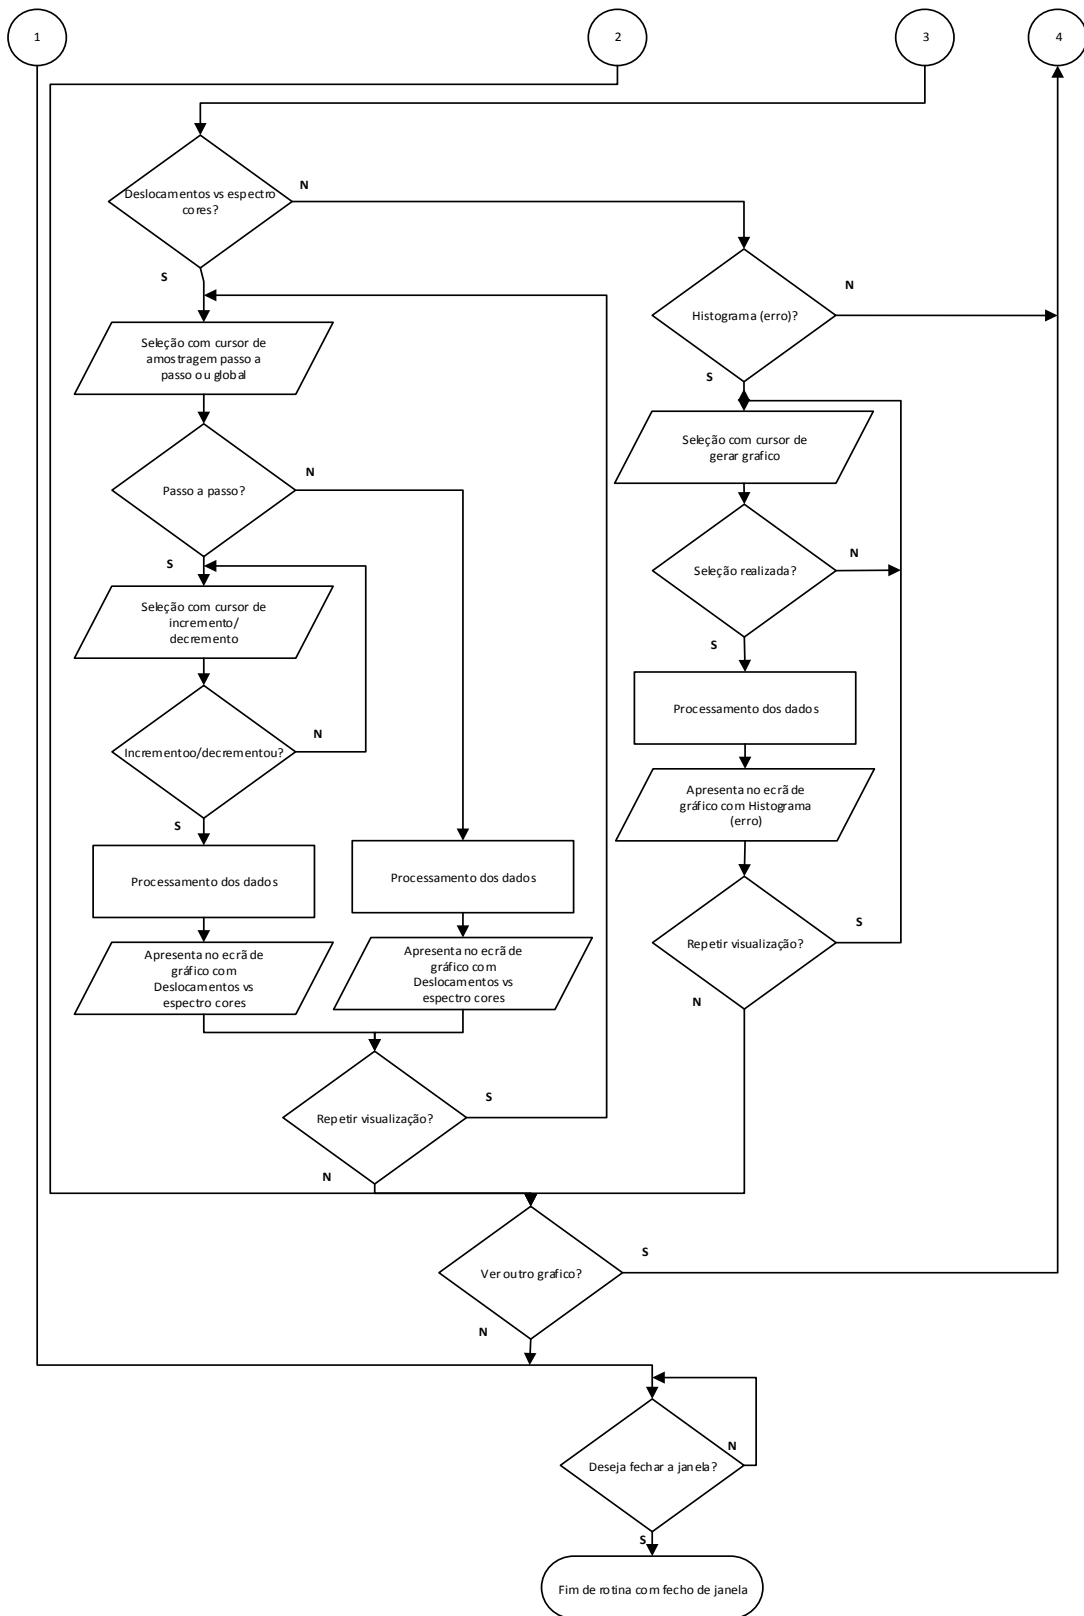 1
2
3
4
Deslocamentos vs espectro
cores?
N
S
Histograma (erro)?
N
S
Seleção com cursor de
amostragem passo a
passo ou global
Passo a passo?
N
S
Seleção com cursor de
incremento/
decremento
Incrementoo/decrementou?
N
S
Processamento dos dados
Apresenta no ecrã de
gráfico com
Deslocamentos vs
espectro cores
Processamento dos dados
Apresenta no ecrã de
gráfico com
Deslocamentos vs
espectro cores
Repetir visualização?
S
N
Seleção com cursor de
gerar grafico
Seleção realizada?
N
S
Processamento dos dados
Apresenta no ecrã de
gráfico com Histograma
(erro)
Repetir visualização?
S
N
Ver outro grafico?
S
N
Deseja fechar a janela?
N
S
Fim de rotina com fecho de janela